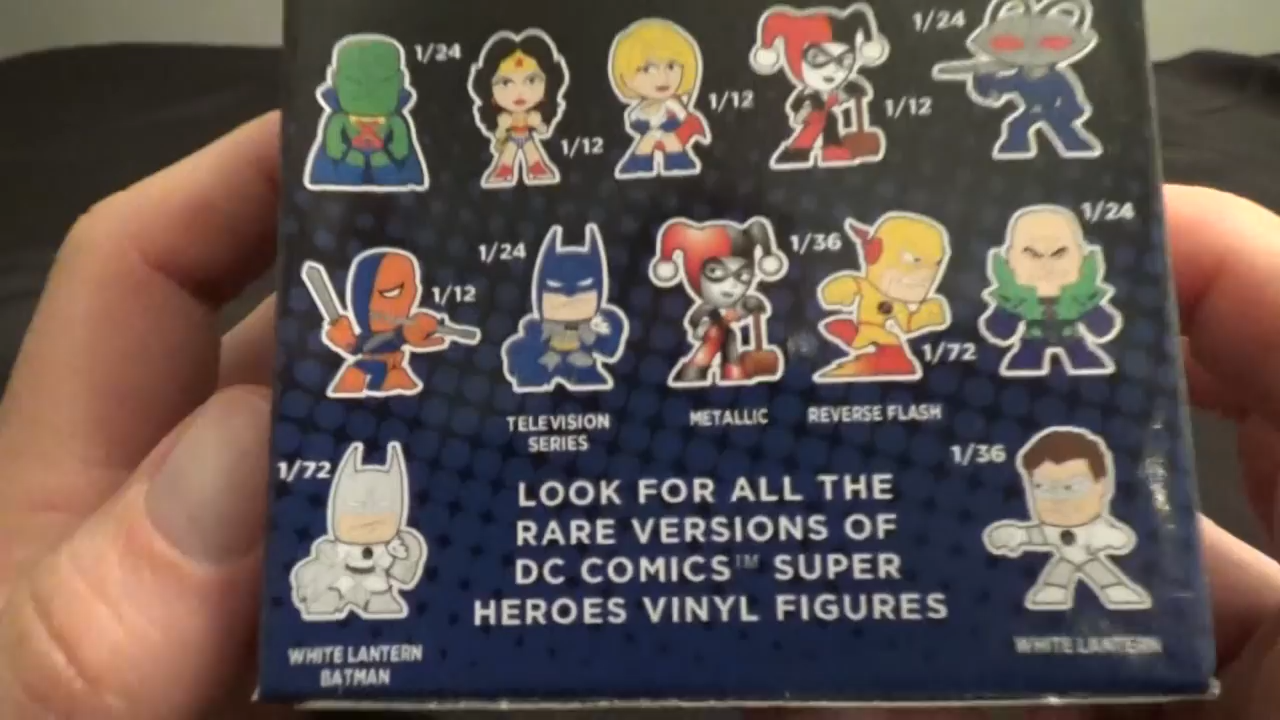 1/24
1/12
1/12
1/12
1/24
1/12
1/24
1/36
1/72
1/24
TELEVISION
SERIES
METALLIC
REVERSE FLASH
1/72
1/36
LOOK FOR ALL THE
RARE VERSIONS OF
DC COMICS™ SUPER
HEROES VINYL FIGURES
WHITE LANTERN
BATMAN
WHITE LANTERN